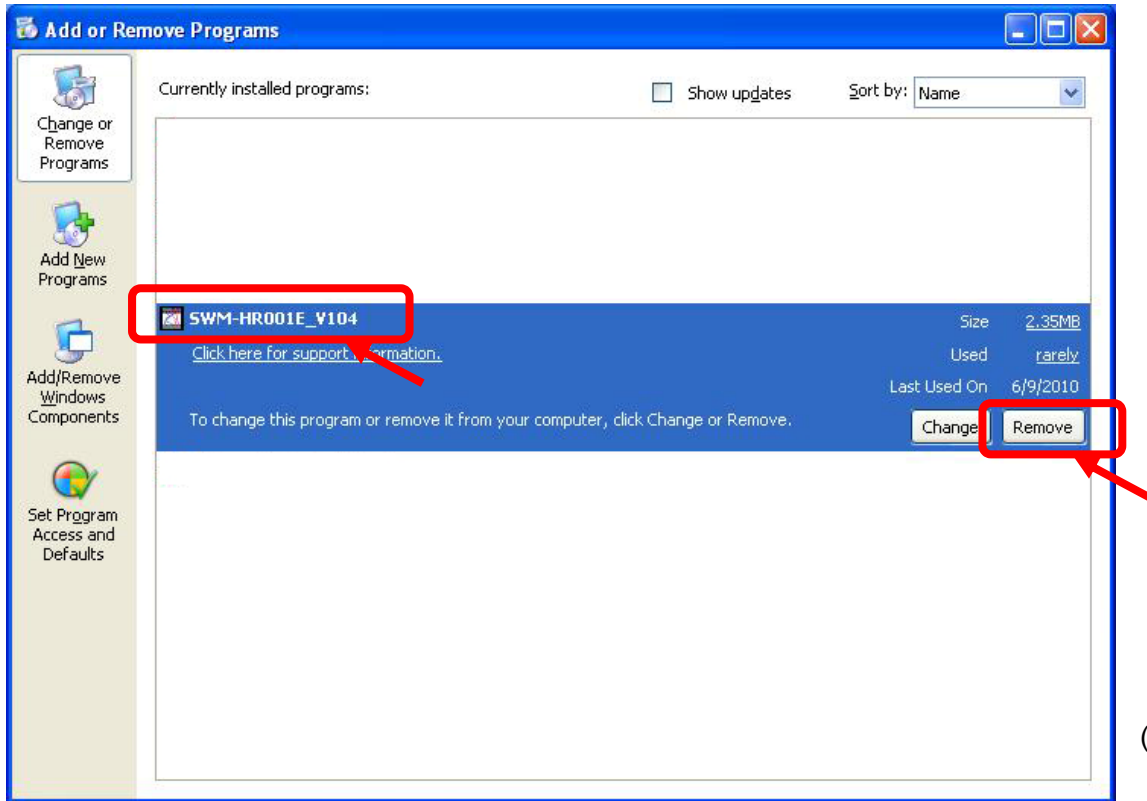 Add or Remove Programs
Change or
Remove
Programs
Currently installed programs:
Show updates
Sort by: Name
Add New
Programs
Add/Remove
Windows
Components
Set Program
Access and
Defaults
SWM-HR001E_V104
Size 2.35MB
Click here for support information.
Used rarely
Last Used On 6/9/2010
To change this program or remove it from your computer, click Change or Remove.
Change Remove
(